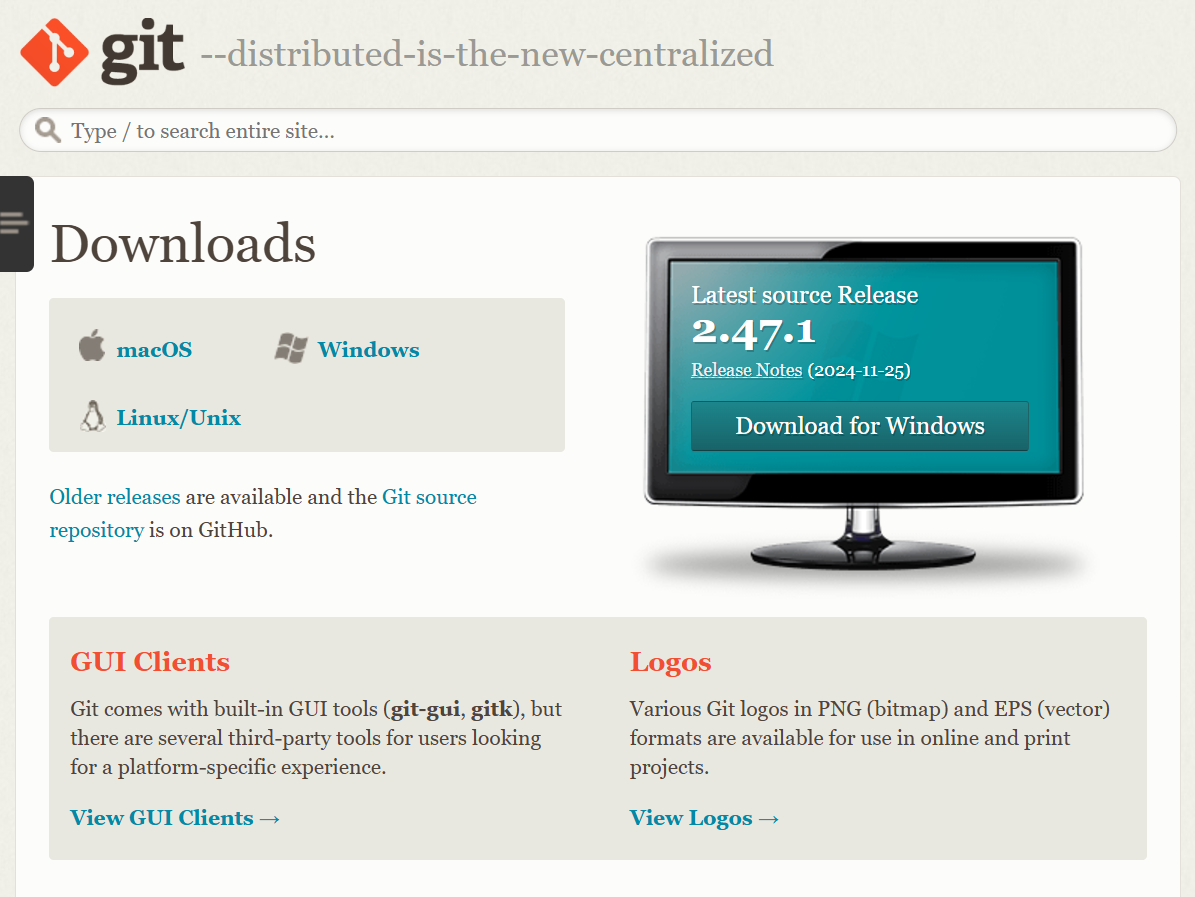 git --distributed-is-the-new-centralized
Type / to search entire site...
Downloads
macOS
Windows
Linux/Unix
Older releases are available and the Git source
repository is on GitHub.
Latest source Release
2.47.1
Release Notes (2024-11-25)
Download for Windows
GUI Clients
Git comes with built-in GUI tools (git-gui, gitk), but
there are several third-party tools for users looking
for a platform-specific experience.
View GUI Clients →
Logos
Various Git logos in PNG (bitmap) and EPS (vector)
formats are available for use in online and print
projects.
View Logos →